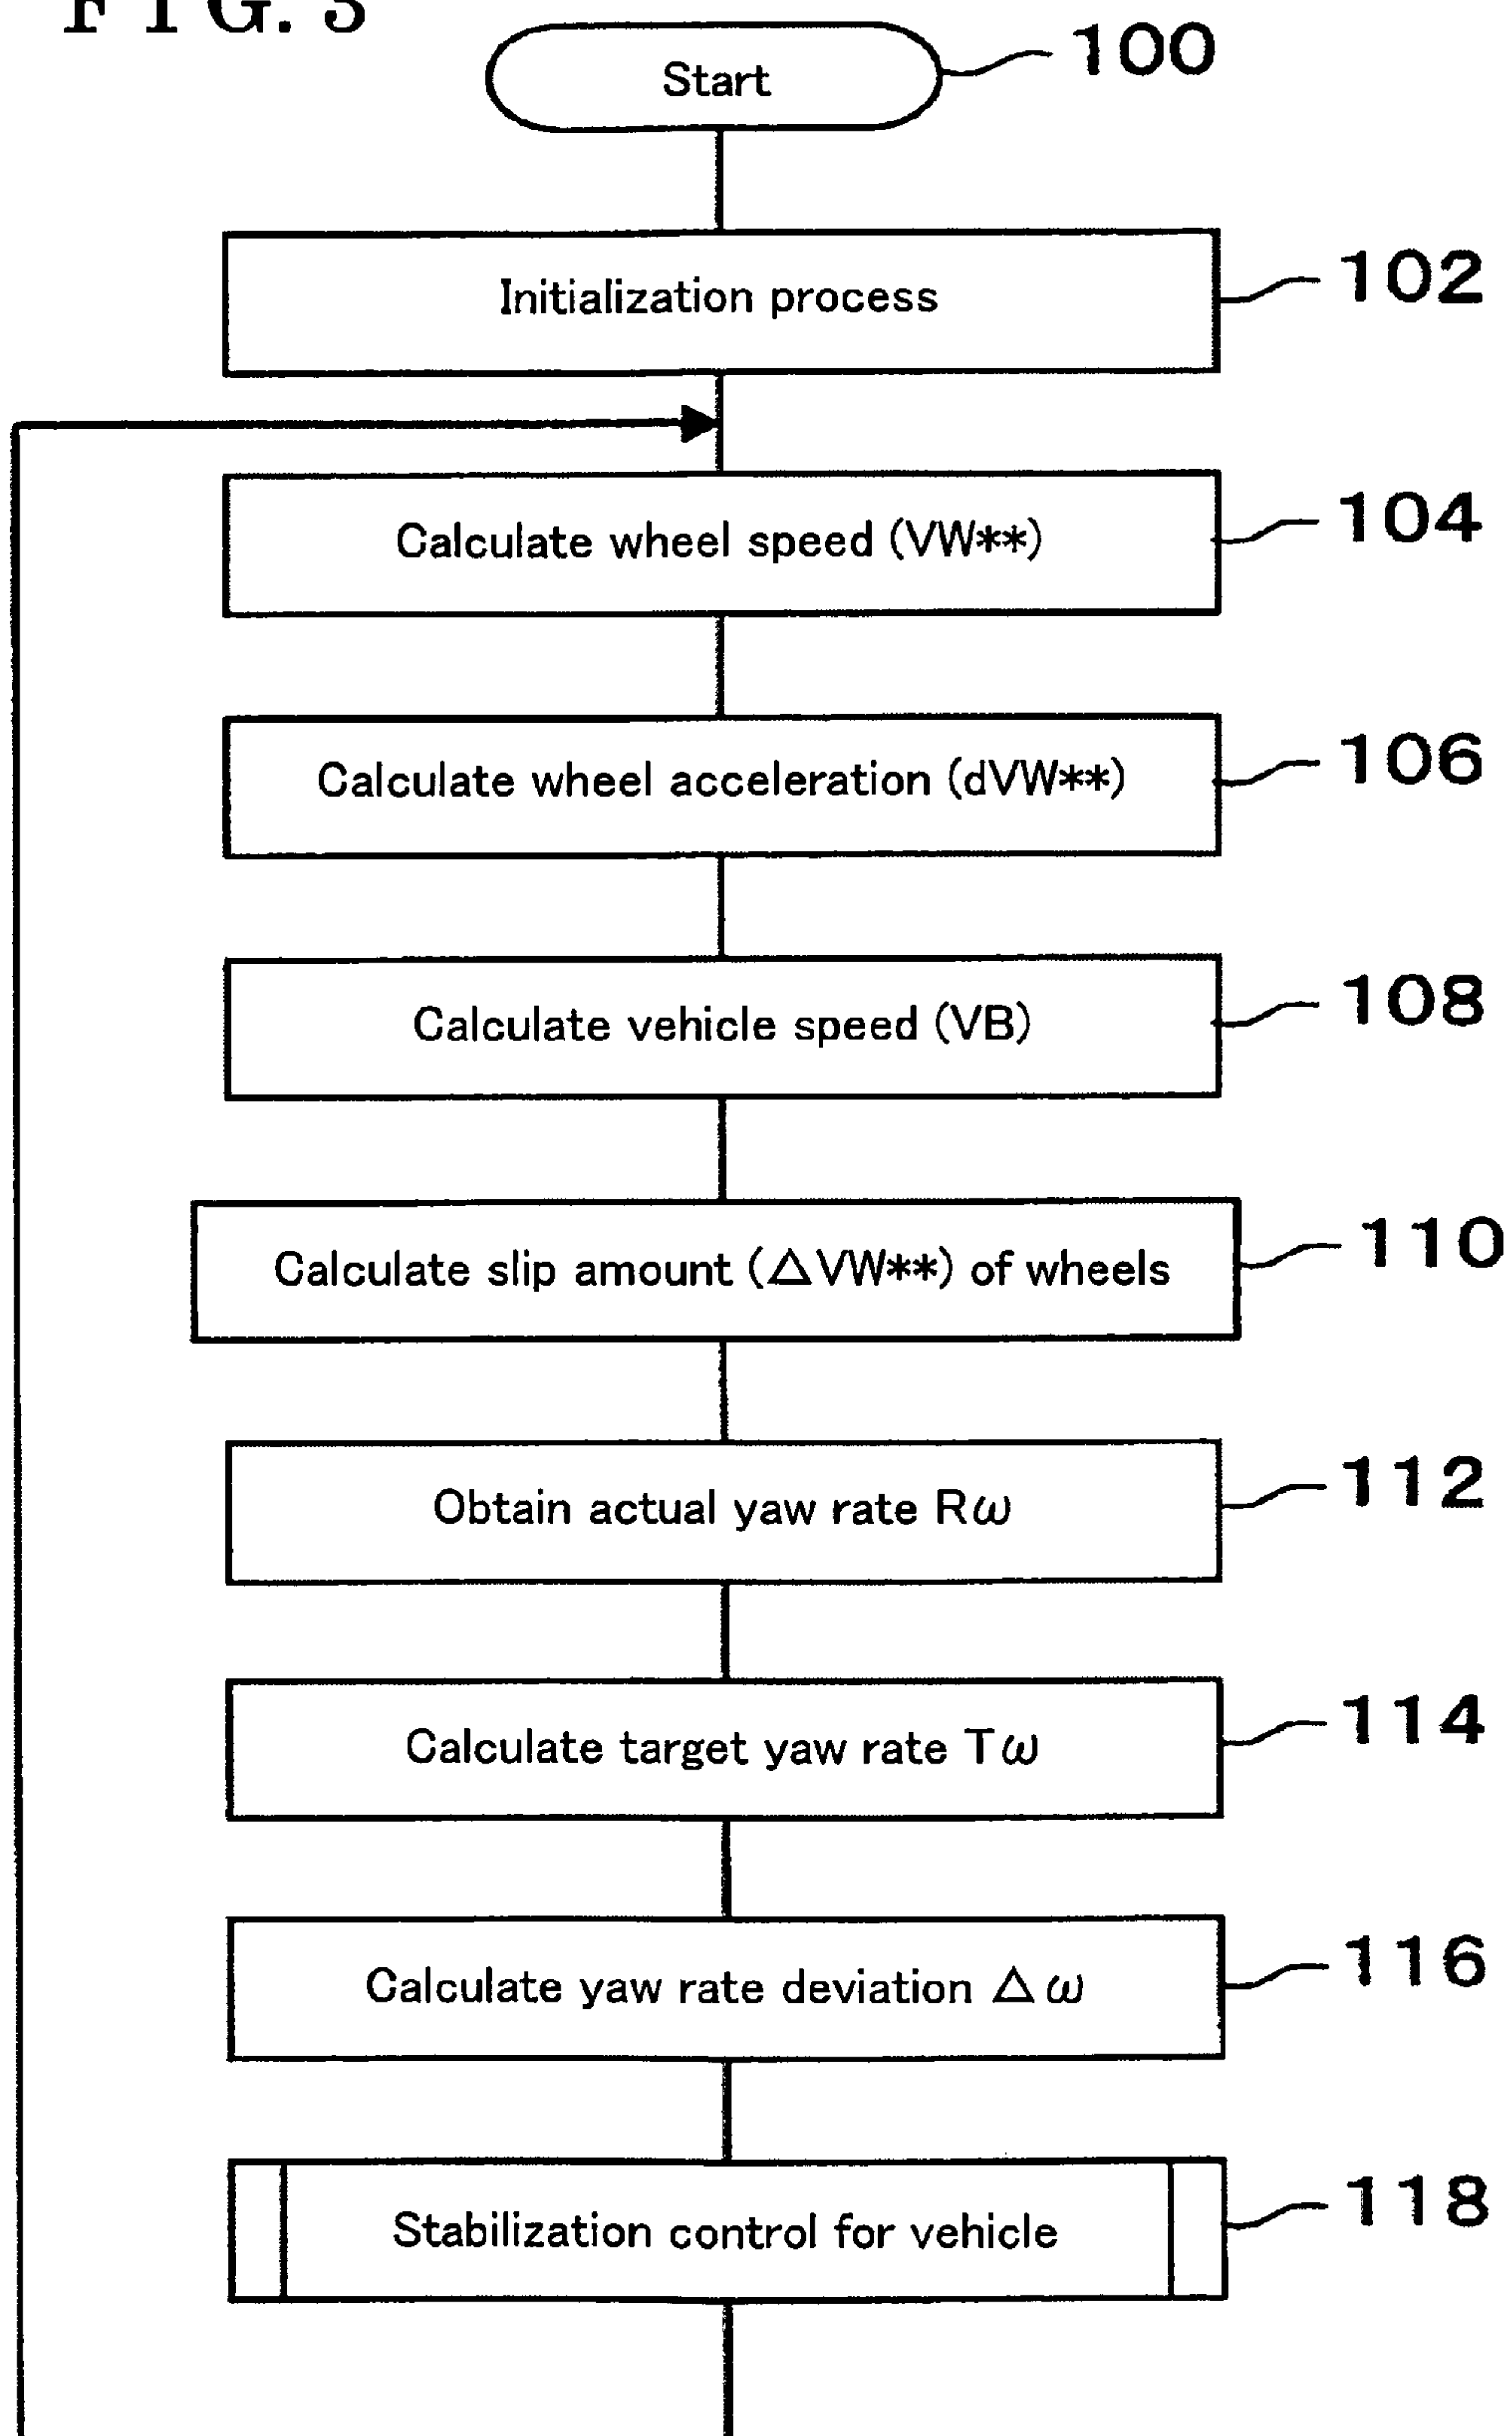 FIG. 3
Start
100
Initialization process
102
Calculate wheel speed (VW**)
104
Calculate wheel acceleration (dVW**)
106
Calculate vehicle speed (VB)
108
Calculate slip amount (△VW**) of wheels
110
Obtain actual yaw rate Rω
112
Calculate target yaw rate Tω
114
Calculate yaw rate deviation △ω
116
Stabilization control for vehicle
118